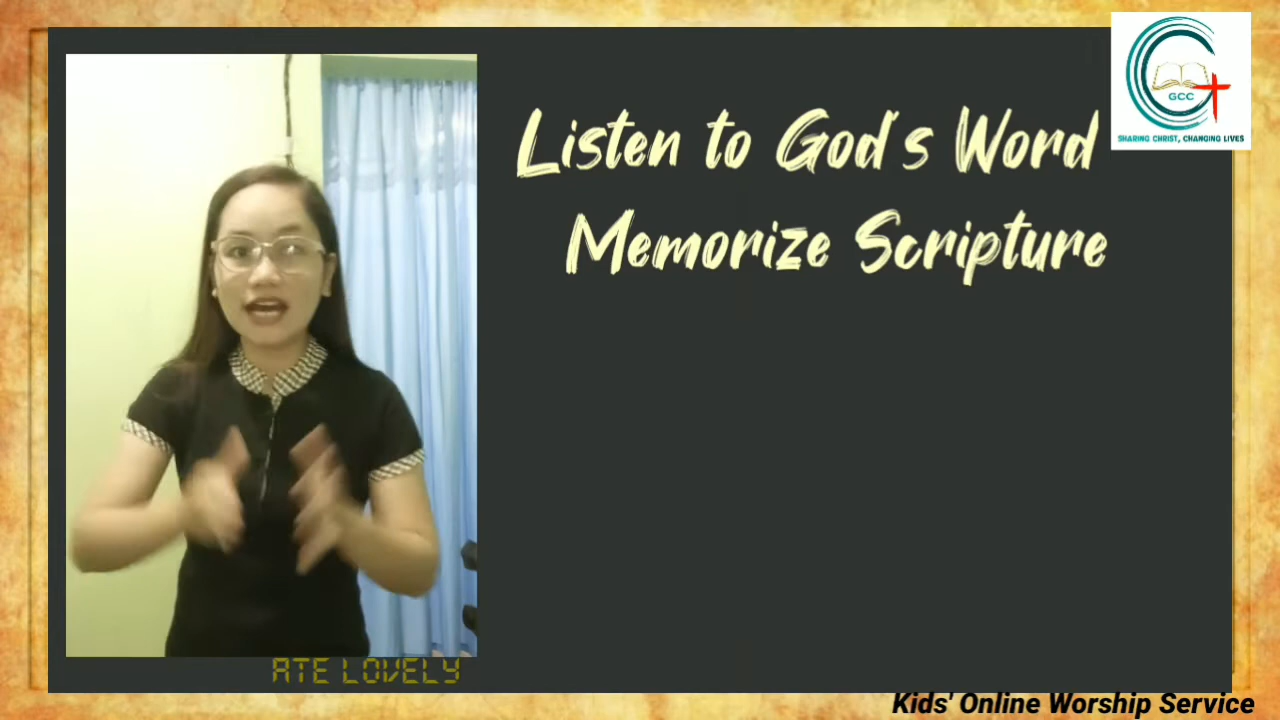 Listen to God's Word
Memorize Scripture
GCC
SHARING CHRIST, CHANGING LIVES
ATE LOVELY
Kids' Online Worship Service